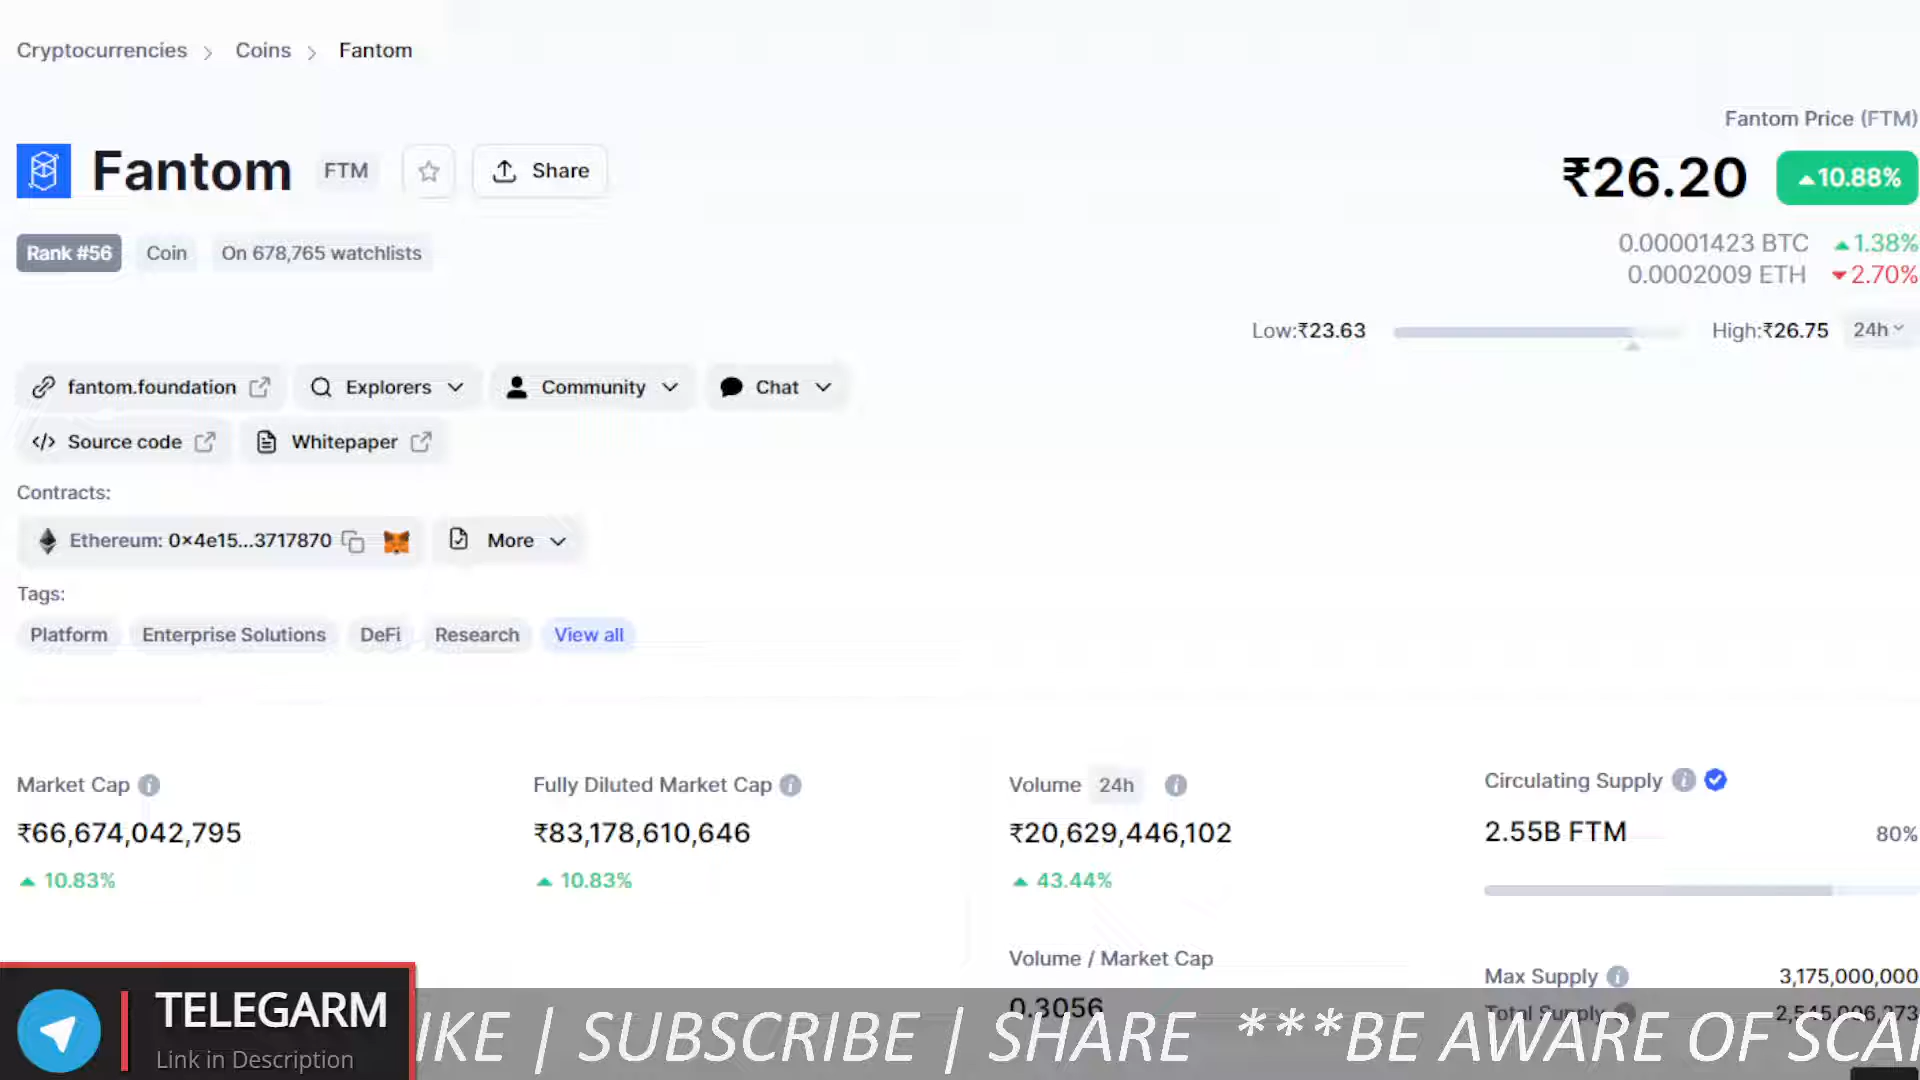 Cryptocurrencies > Coins > Fantom
Fantom Price (FTM)
Fantom FTM Share
₹26.20 10.88%
Rank #56 Coin On 678,765 watchlists
0.00001423 BTC 1.38%
0.0002009 ETH 2.70%
Low:₹23.63 High:₹26.75 24h
fantom.foundation Explorers Community Chat
Source code Whitepaper
Contracts:
Ethereum: 0×4e15...3717870 More
Tags:
Platform Enterprise Solutions DeFi Research View all
Market Cap
₹66,674,042,795
10.83%
Fully Diluted Market Cap
₹83,178,610,646
10.83%
Volume 24h
₹20,629,446,102
43.44%
Volume / Market Cap
0.3056
Circulating Supply
2.55B FTM 80%
Max Supply 3,175,000,000
Total Supply
TELEGARM
Link in Description
IKE | SUBSCRIBE | SHARE ***BE AWARE OF SCA